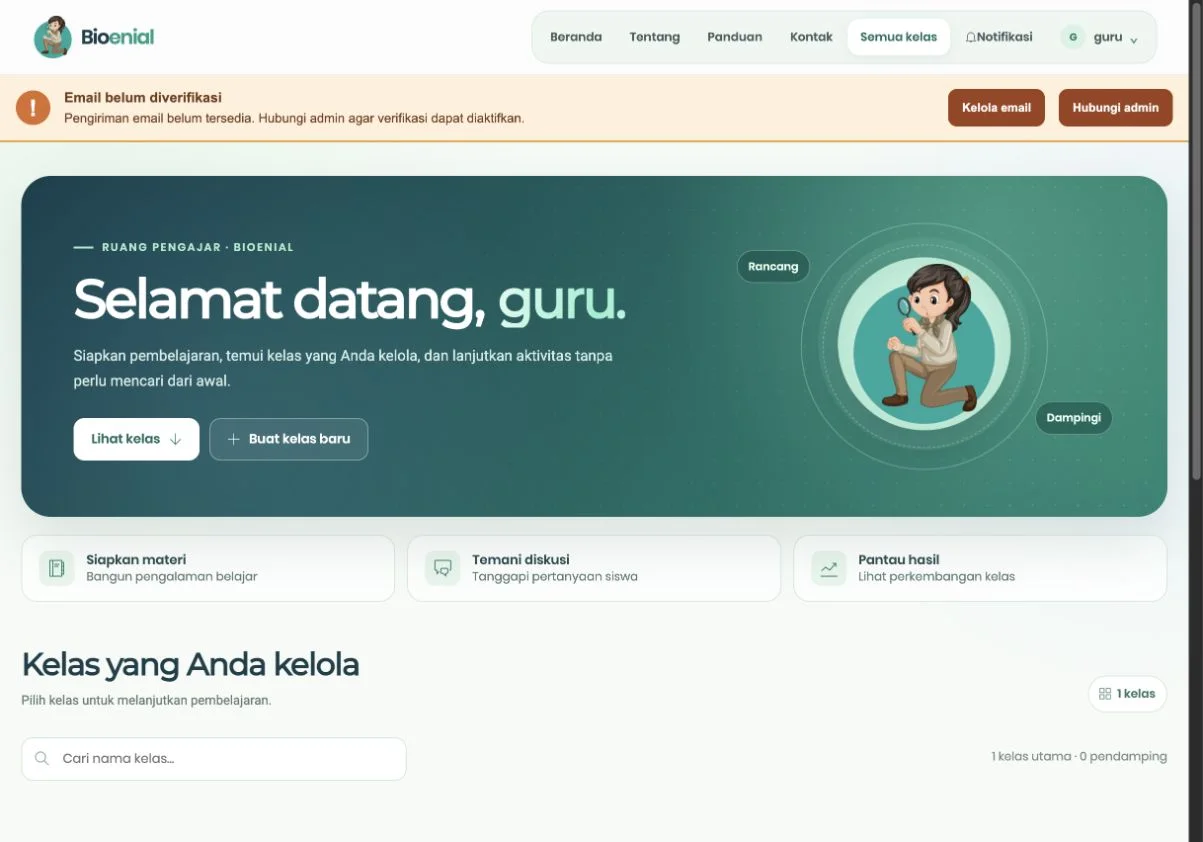 Bioenial
Beranda
Tentang
Panduan
Kontak
Semua kelas
Notifikasi
G
guru
!
Email belum diverifikasi
Pengiriman email belum tersedia. Hubungi admin agar verifikasi dapat diaktifkan.
Kelola email
Hubungi admin
RUANG PENGAJAR · BIOENIAL
Selamat datang, guru.
Siapkan pembelajaran, temui kelas yang Anda kelola, dan lanjutkan aktivitas tanpa
perlu mencari dari awal.
Lihat kelas
Buat kelas baru
Rancang
Dampingi
Siapkan materi
Bangun pengalaman belajar
Temani diskusi
Tanggapi pertanyaan siswa
Pantau hasil
Lihat perkembangan kelas
Kelas yang Anda kelola
Pilih kelas untuk melanjutkan pembelajaran.
1 kelas
Cari nama kelas...
1 kelas utama · 0 pendamping